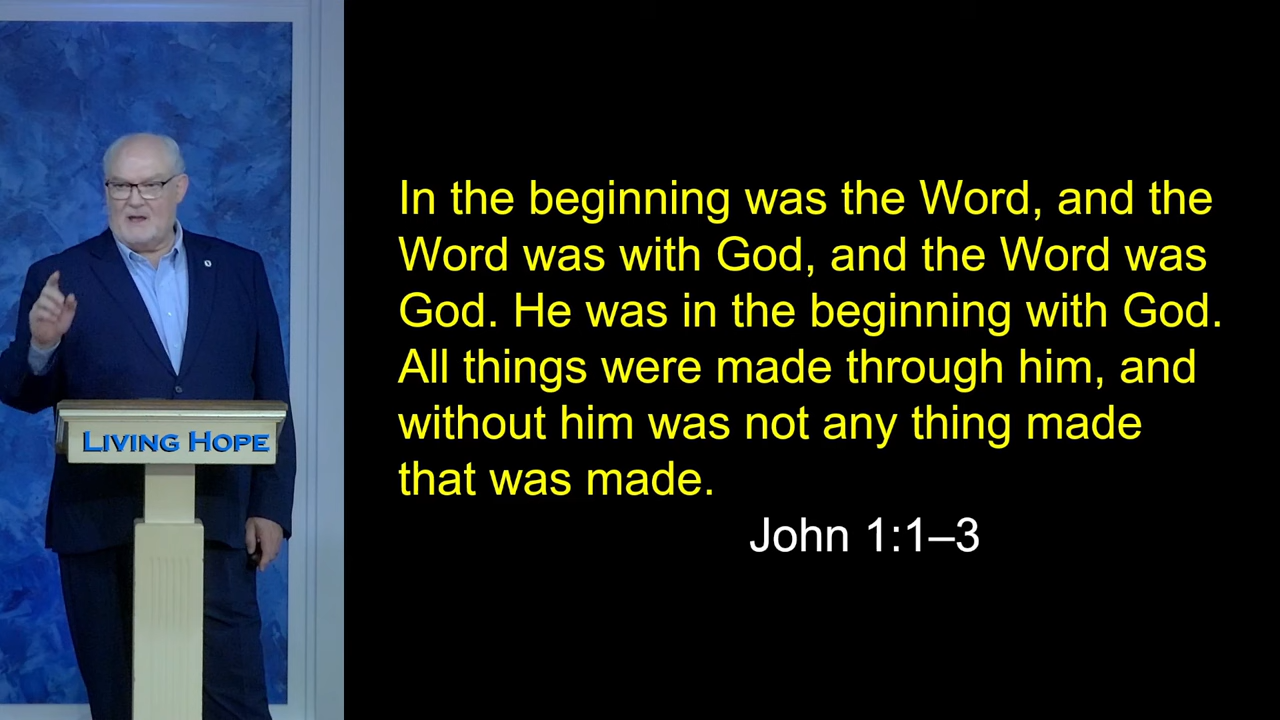 LIVING HOPE
In the beginning was the Word, and the
Word was with God, and the Word was
God. He was in the beginning with God.
All things were made through him, and
without him was not any thing made
that was made.
John 1:1–3